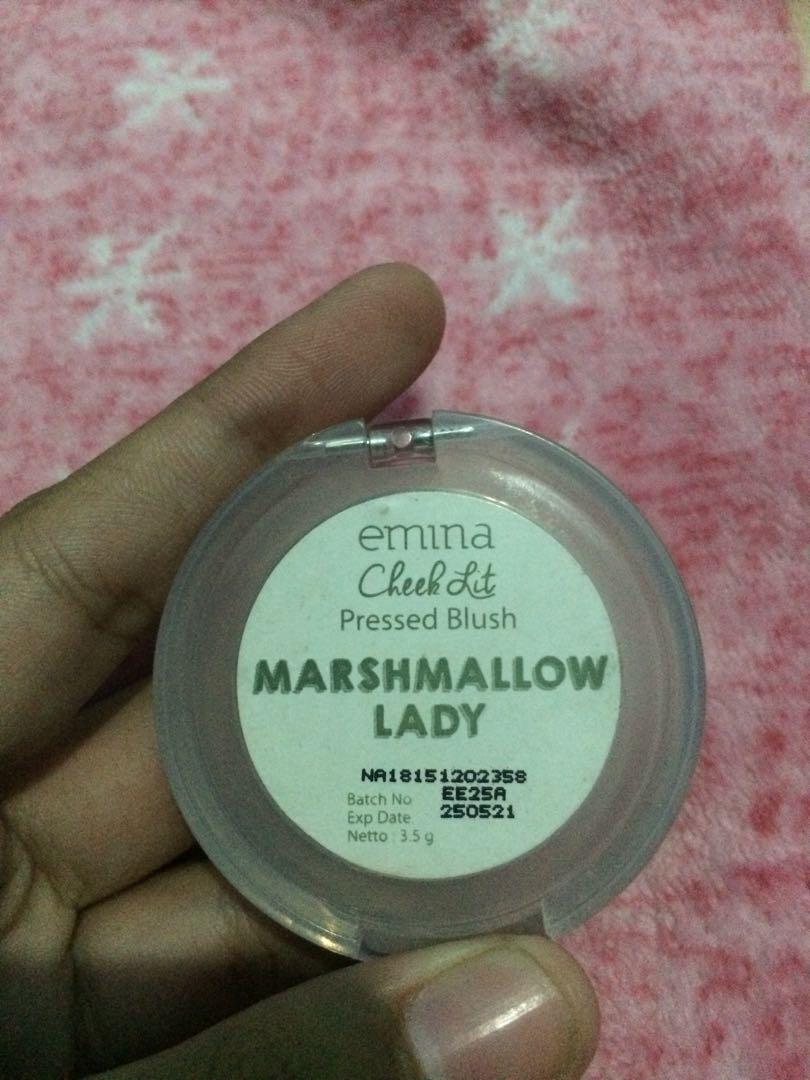 emina
Cheek Lit
Pressed Blush
MARSHMALLOW
LADY
NA18151202358
Batch No EE25A
Exp Date 250521
Netto : 3.5 g